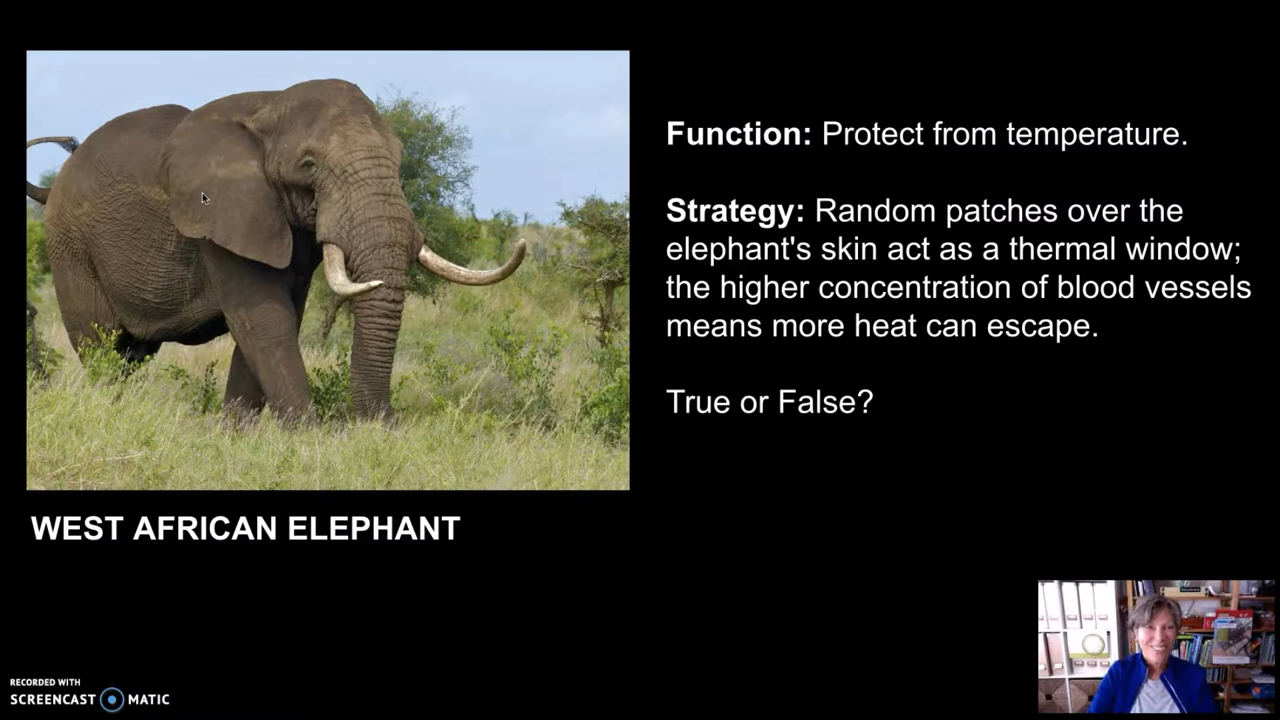 Function: Protect from temperature.
Strategy: Random patches over the
elephant's skin act as a thermal window;
the higher concentration of blood vessels
means more heat can escape.
True or False?
WEST AFRICAN ELEPHANT
RECORDED WITH
SCREENCAST MATIC